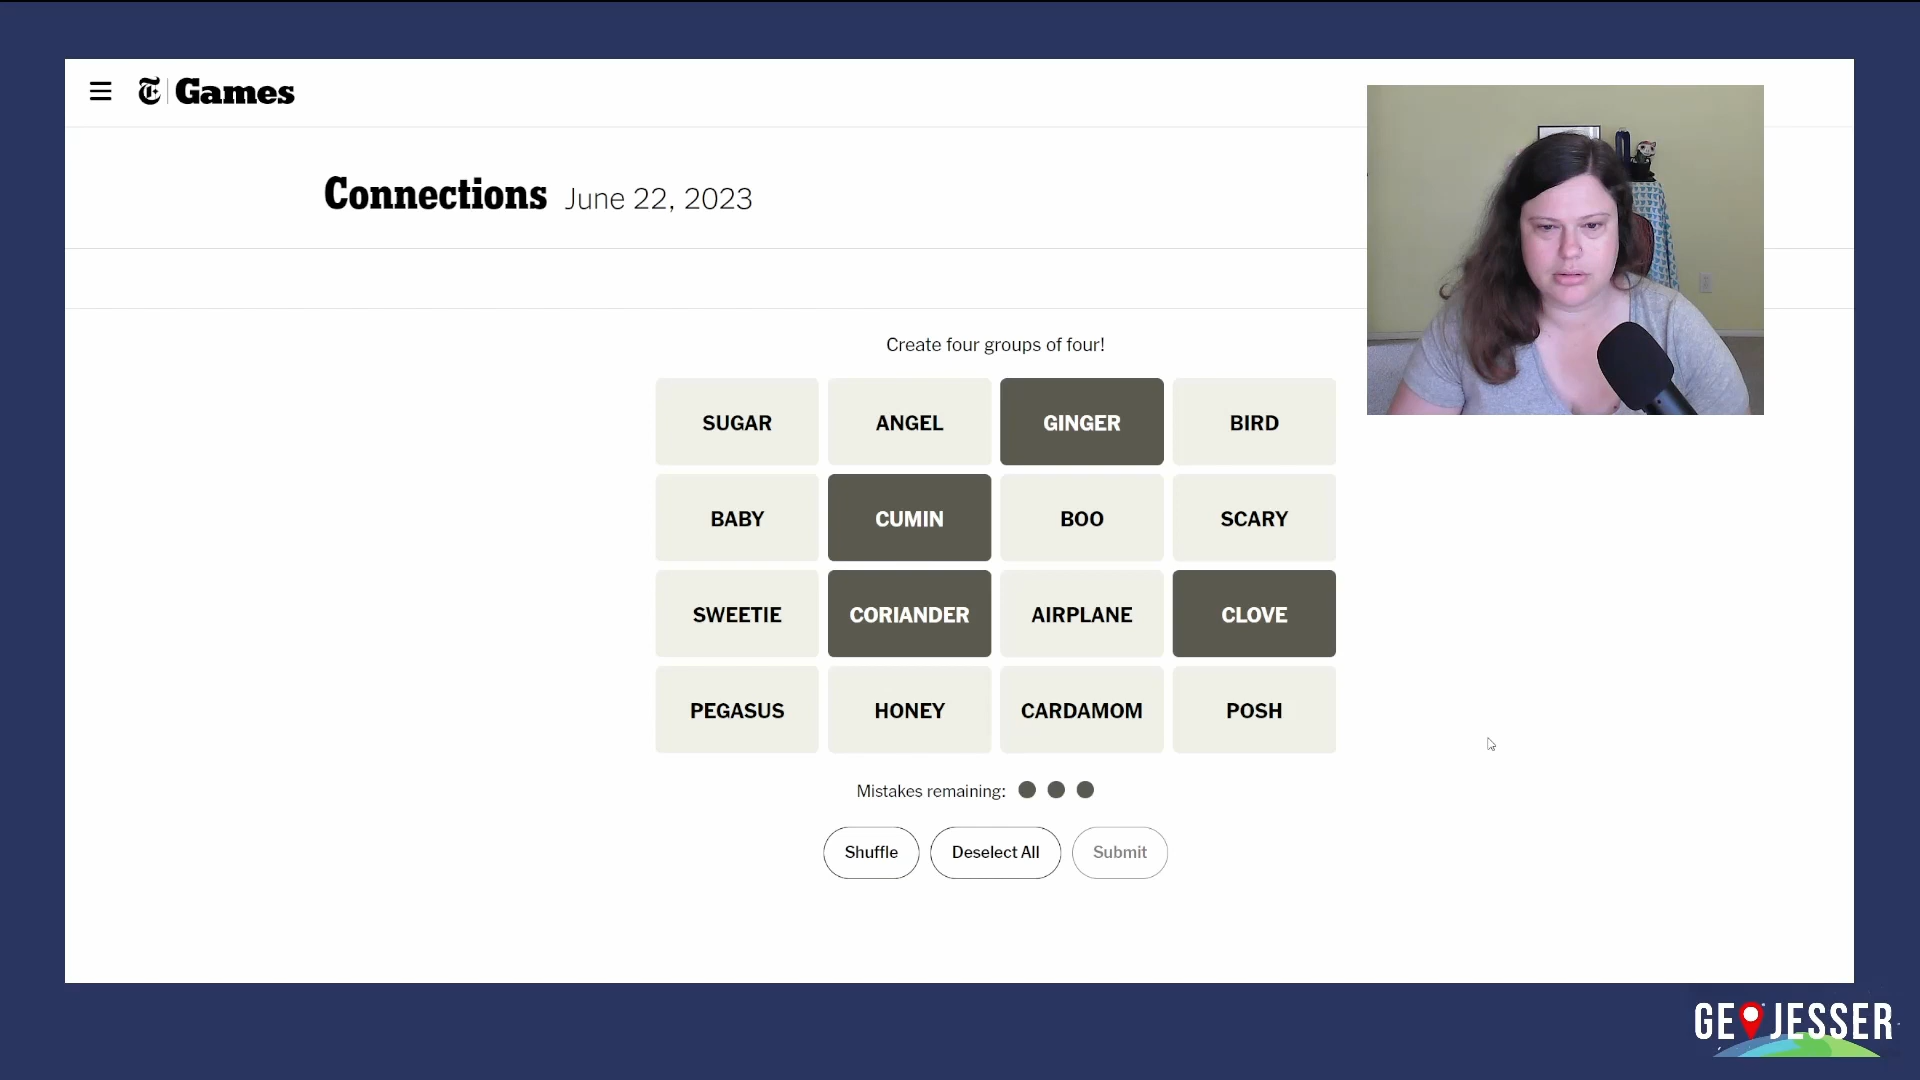 Games
Connections June 22, 2023
Create four groups of four!
SUGAR ANGEL GINGER BIRD
BABY CUMIN BOO SCARY
SWEETIE CORIANDER AIRPLANE CLOVE
PEGASUS HONEY CARDAMOM POSH
Mistakes remaining:
Shuffle Deselect All Submit
GEOJESSER